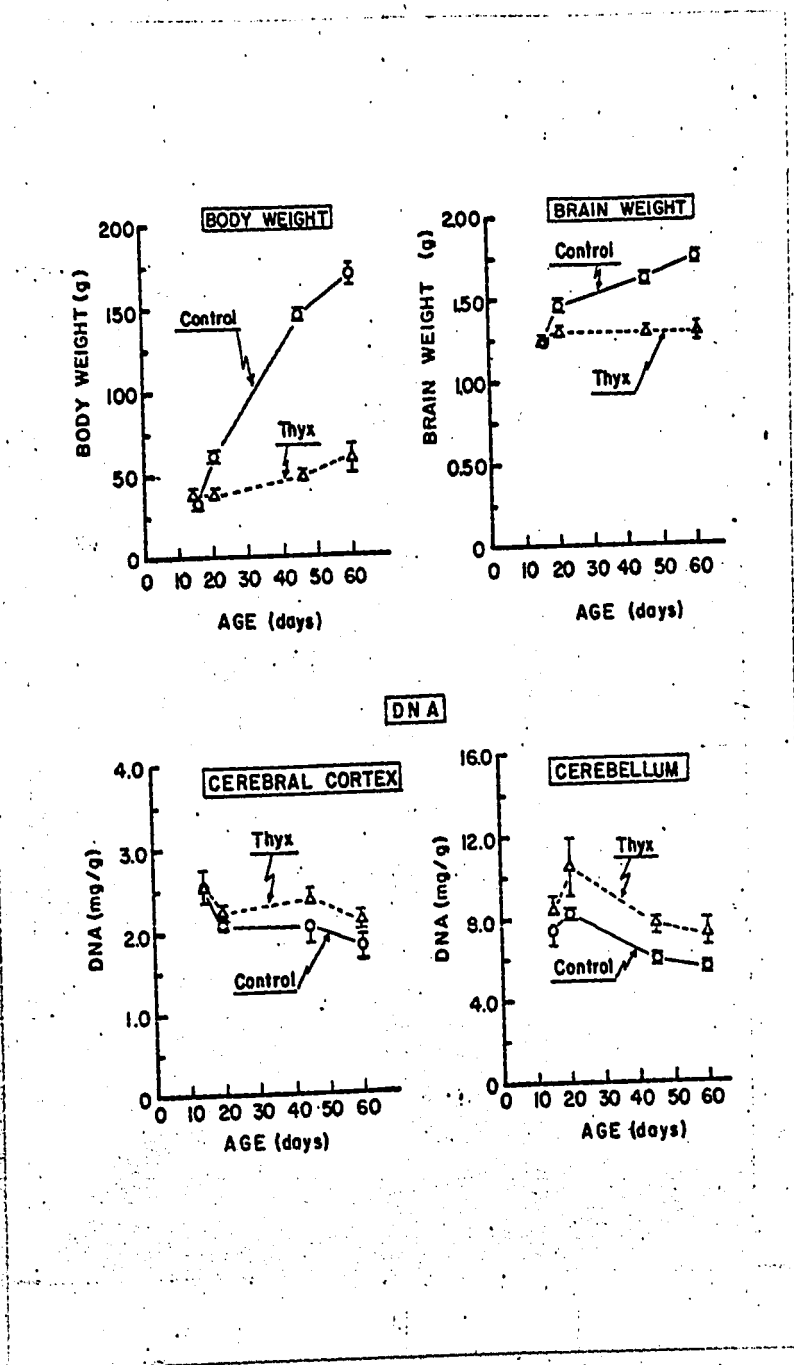 BODY WEIGHT
200
150
100
50
0
BODY WEIGHT (g)
Control
Thyx
0 10 20 30 40 50 60
AGE (days)
BRAIN WEIGHT
2.00
1.50
1.00
0.50
0
BRAIN WEIGHT (g)
Control
Thyx
0 10 20 30 40 50 60
AGE (days)
DNA
CEREBRAL CORTEX
4.0
3.0
2.0
1.0
0
DNA (mg/g)
Thyx
Control
0 10 20 30 40 50 60
AGE (days)
CEREBELLUM
16.0
12.0
8.0
4.0
0
DNA (mg/g)
Thyx
Control
0 10 20 30 40 50 60
AGE (days)